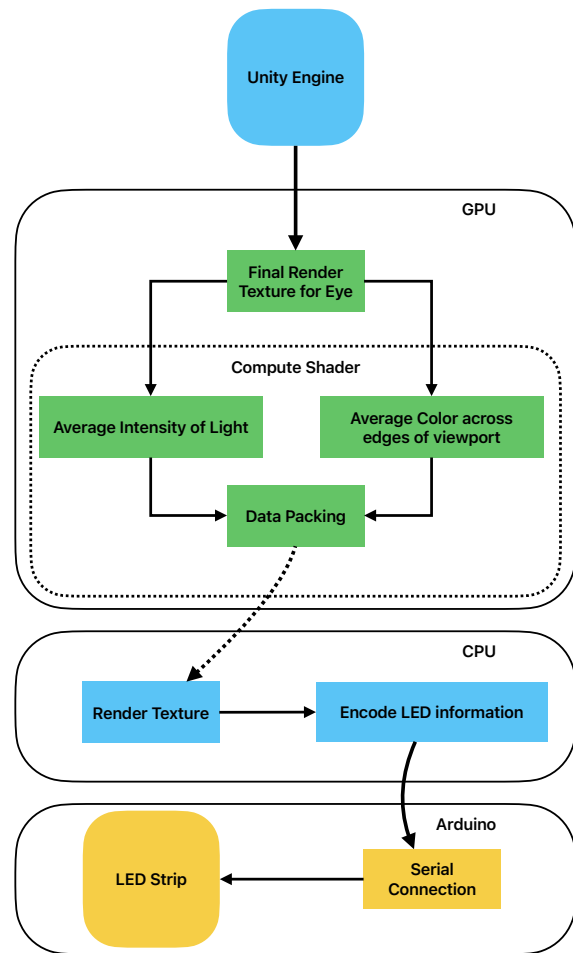 Unity Engine
GPU
Final Render
Texture for Eye
Compute Shader
Average Intensity of Light
Average Color across
edges of viewport
Data Packing
CPU
Render Texture
Encode LED information
Arduino
LED Strip
Serial
Connection